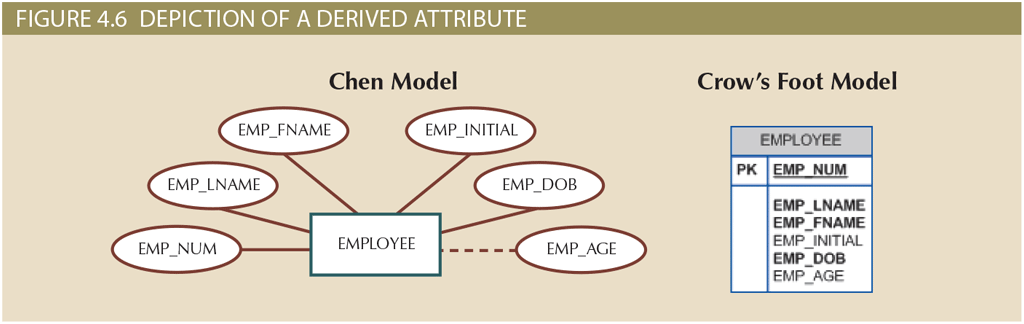 FIGURE 4.6 DEPICTION OF A DERIVED ATTRIBUTE
Chen Model
EMP_FNAME
EMP_INITIAL
EMP_LNAME
EMP_DOB
EMP_NUM
EMPLOYEE
EMP_AGE
Crow’s Foot Model
EMPLOYEE
PK EMP_NUM
EMP_LNAME
EMP_FNAME
EMP_INITIAL
EMP_DOB
EMP_AGE